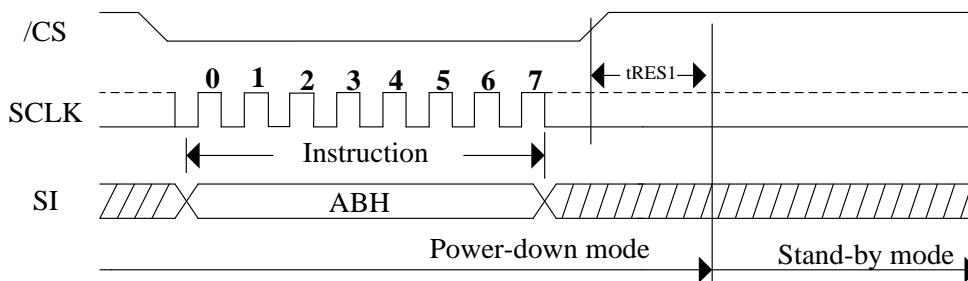 /CS
tRES1
0 1 2 3 4 5 6 7
SCLK
Instruction
SI
ABH
Power-down mode
Stand-by mode